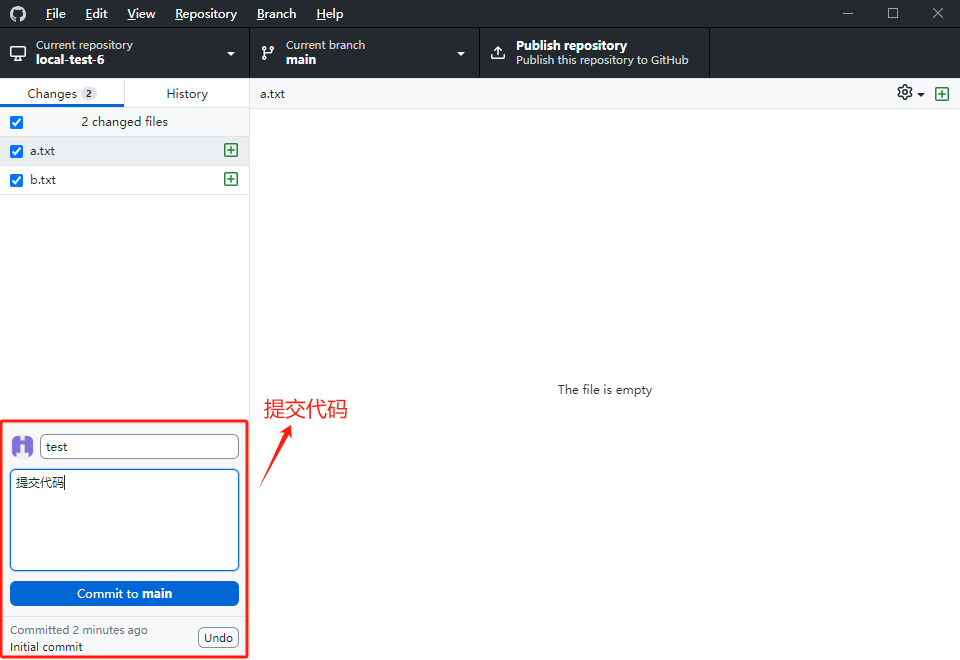 File Edit View Repository Branch Help
Current repository
local-test-6
Current branch
main
Publish repository
Publish this repository to GitHub
Changes 2
History
a.txt
2 changed files
a.txt
b.txt
The file is empty
提交代码
test
提交代码
Commit to main
Committed 2 minutes ago
Initial commit
Undo